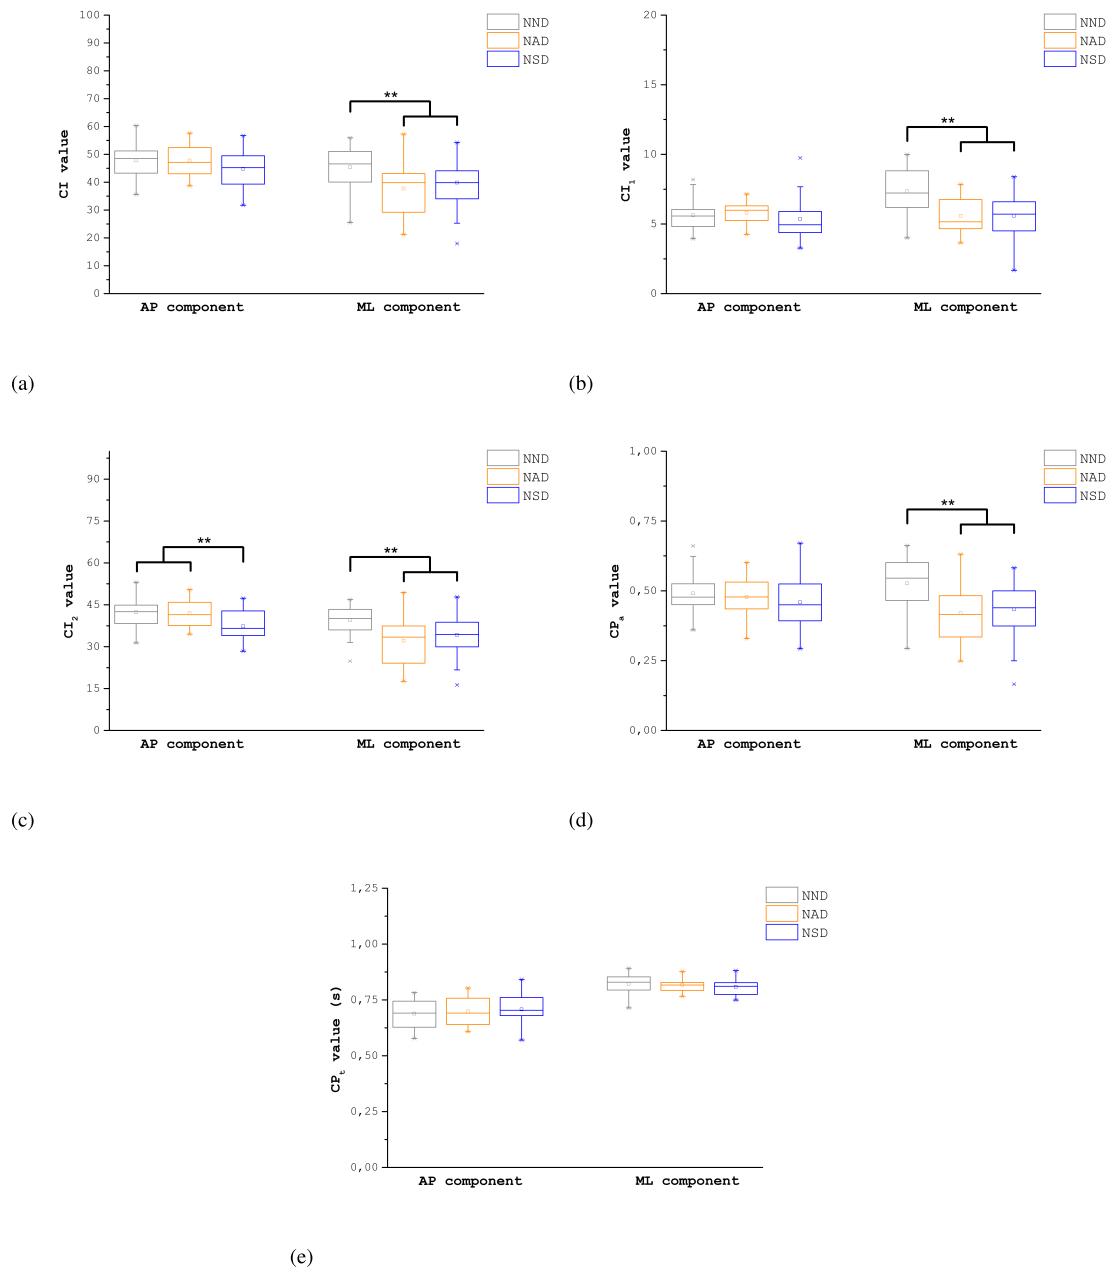 100
90
80
70
60
50
40
30
20
10
0
CI value
**
NND
NAD
NSD
AP component
ML component
(a)
20
15
10
5
0
CI1 value
**
NND
NAD
NSD
AP component
ML component
(b)
90
75
60
45
30
15
0
CI2 value
**
**
NND
NAD
NSD
AP component
ML component
(c)
1,00
0,75
0,50
0,25
0,00
CPa value
**
NND
NAD
NSD
AP component
ML component
(d)
1,25
1,00
0,75
0,50
0,25
0,00
CPt value (s)
NND
NAD
NSD
AP component
ML component
(e)